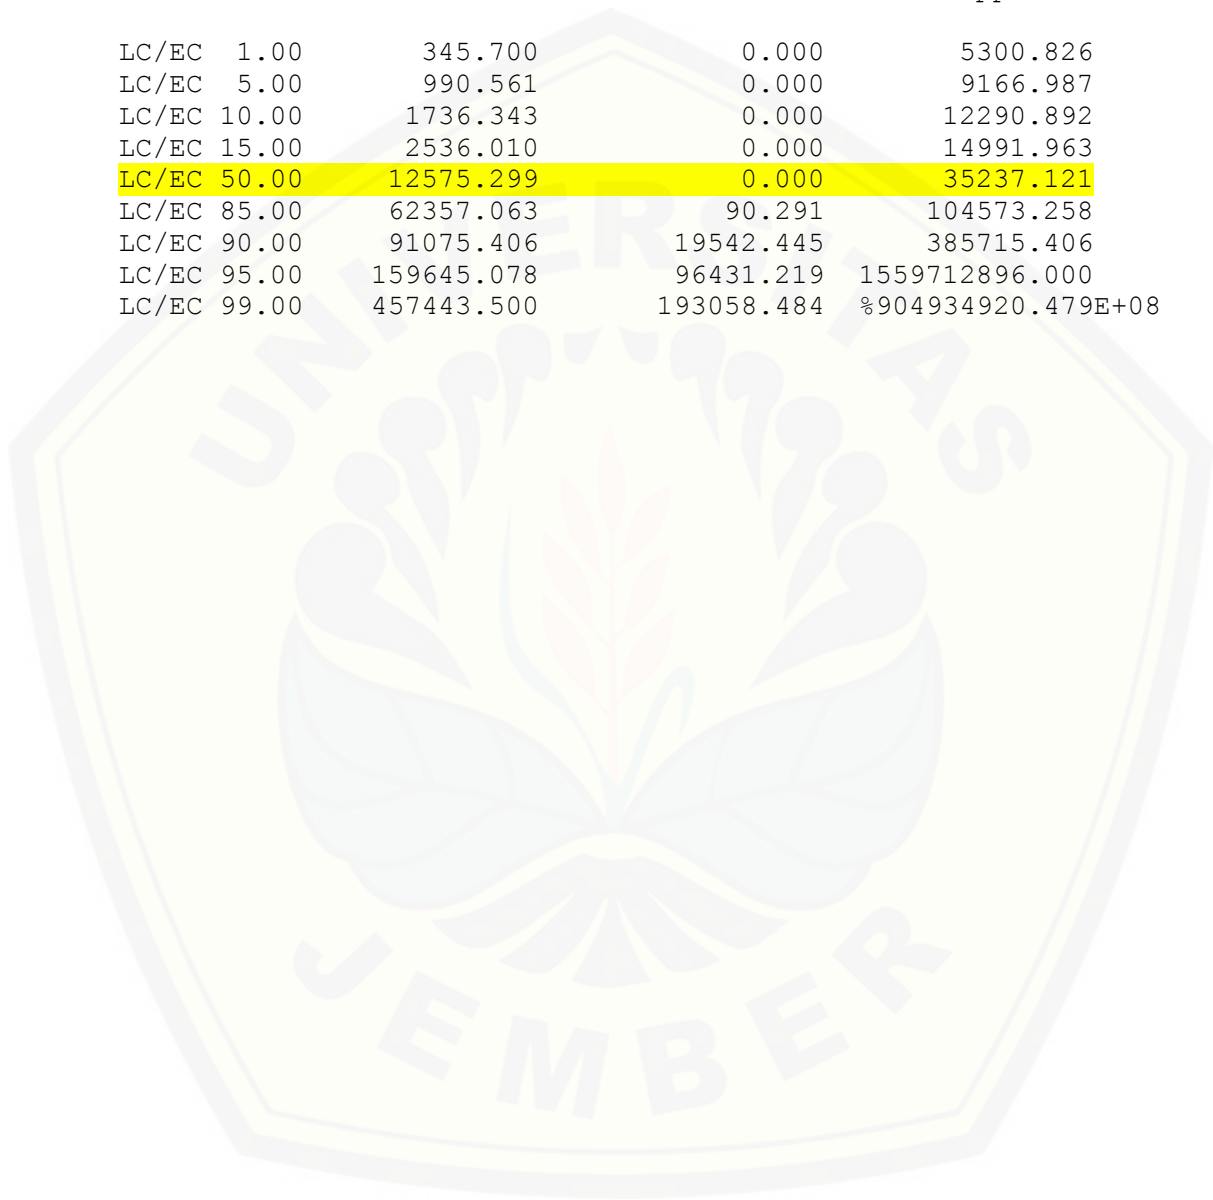 LC/EC 1.00 345.700 0.000 5300.826
LC/EC 5.00 990.561 0.000 9166.987
LC/EC 10.00 1736.343 0.000 12290.892
LC/EC 15.00 2536.010 0.000 14991.963
LC/EC 50.00 12575.299 0.000 35237.121
LC/EC 85.00 62357.063 90.291 104573.258
LC/EC 90.00 91075.406 19542.445 385715.406
LC/EC 95.00 159645.078 96431.219 1559712896.000
LC/EC 99.00 457443.500 193058.484 %904934920.479E+08
UNIVERSITAS
JEMBER